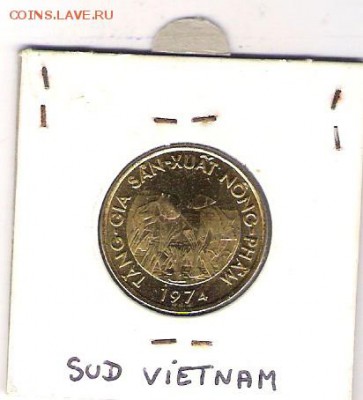 COINS.LAVE.RU
TĂNG·GIA SẢN·XUẤT NÔNG·PHẨM
1974
SUD VIETNAM